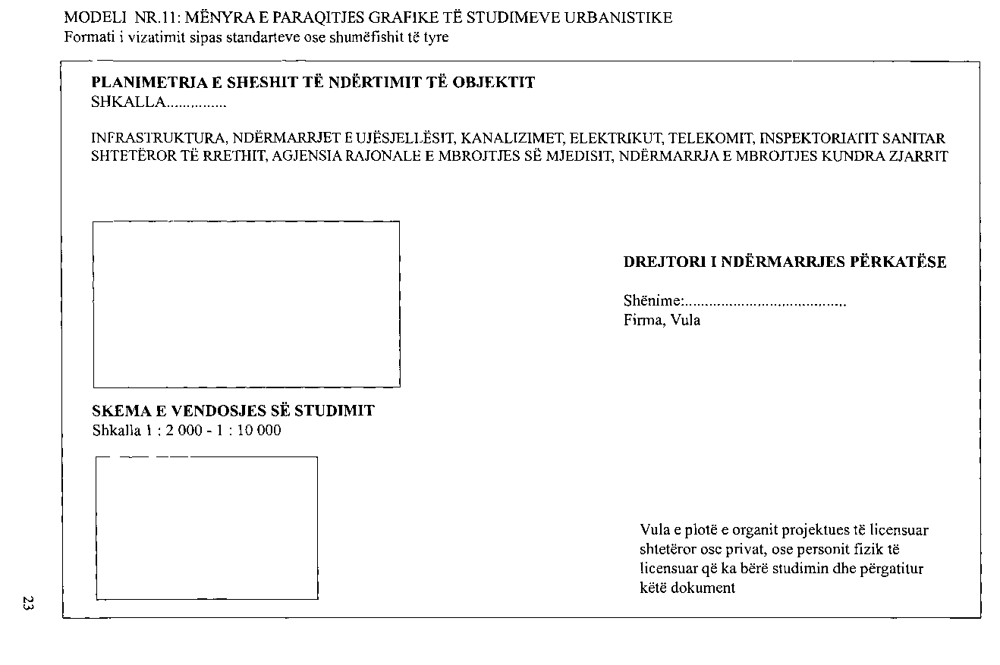 MODELI NR.11: MËNYRA E PARAQITJES GRAFIKE TË STUDIMEVE URBANISTIKE
Formati i vizatimit sipas standarteve ose shumëfishit të tyre
PLANIMETRIA E SHESHIT TË NDËRTIMIT TË OBJEKTIT
SHKALLA...............
INFRASTRUKTURA, NDËRMARRJET E UJËSJELLËSIT, KANALIZIMET, ELEKTRIKUT, TELEKOMIT, INSPEKTORIATIT SANITAR
SHTETËROR TË RRETHIT, AGJENSIA RAJONALE E MBROJTJES SË MJEDISIT, NDËRMARRJA E MBROJTJES KUNDRA ZJARRIT
DREJTORI I NDËRMARRJES PËRKATËSE
Shënime:........................................
Firma, Vula
SKEMA E VENDOSJES SË STUDIMIT
Shkalla 1 : 2 000 - 1 : 10 000
Vula e plotë e organit projektues të licensuar
shtetëror ose privat, ose personit fizik të
licensuar që ka bërë studimin dhe përgatitur
këtë dokument
23